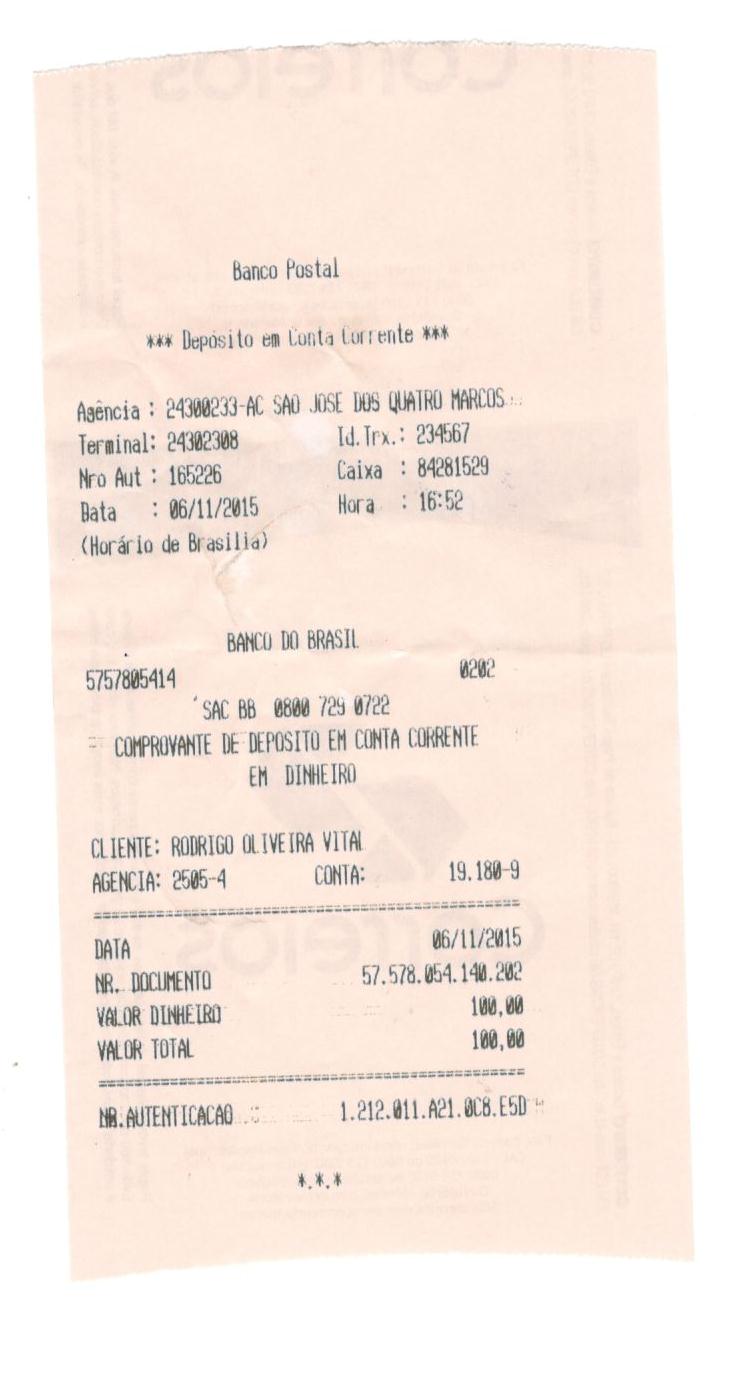 Banco Postal
*** Depósito em Conta Corrente ***
Agência : 24300233-AC SAO JOSE DOS QUATRO MARCOS
Terminal: 24302308 Id.Trx.: 234567
Nro Aut : 165226 Caixa : 84281529
Data : 06/11/2015 Hora : 16:52
(Horário de Brasilia)
BANCO DO BRASIL
5757805414 0202
SAC BB 0800 729 0722
COMPROVANTE DE DEPOSITO EM CONTA CORRENTE
EM DINHEIRO
CLIENTE: RODRIGO OLIVEIRA VITAL
AGENCIA: 2505-4 CONTA: 19.180-9
================================================
DATA 06/11/2015
NR. DOCUMENTO 57.578.054.140.202
VALOR DINHEIRO 100,00
VALOR TOTAL 100,00
================================================
NR.AUTENTICACAO 1.212.011.A21.0C8.E5D
*.*.*